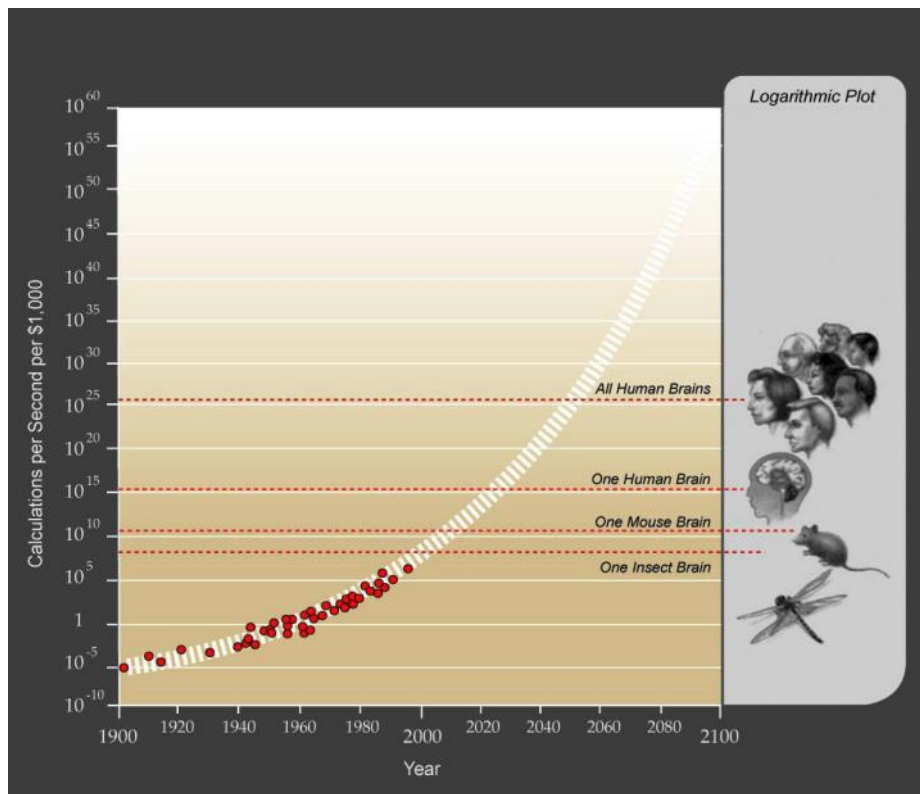 Logarithmic Plot
Calculations per Second per $1,000
10^60
10^55
10^50
10^45
10^40
10^35
10^30
10^25
10^20
10^15
10^10
10^5
1
10^-5
10^-10
All Human Brains
One Human Brain
One Mouse Brain
One Insect Brain
1900 1920 1940 1960 1980 2000 2020 2040 2060 2080 2100
Year